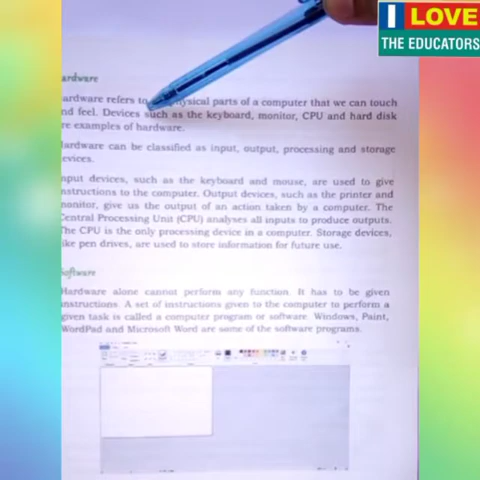 I LOVE
THE EDUCATORS
ardware
ardware refers to physical parts of a computer that we can touch
nd feel. Devices such as the keyboard, monitor, CPU and hard disk
re examples of hardware.
ardware can be classified as input, output, processing and storage
evices.
nput devices, such as the keyboard and mouse, are used to give
nstructions to the computer. Output devices, such as the printer and
monitor, give us the output of an action taken by a computer. The
Central Processing Unit (CPU) analyses all inputs to produce outputs.
The CPU is the only processing device in a computer. Storage devices,
ike pen drives, are used to store information for future use.
Software
Hardware alone cannot perform any function. It has to be given
instructions. A set of instructions given to the computer to perform a
given task is called a computer program or software. Windows, Paint,
WordPad and Microsoft Word are some of the software programs.